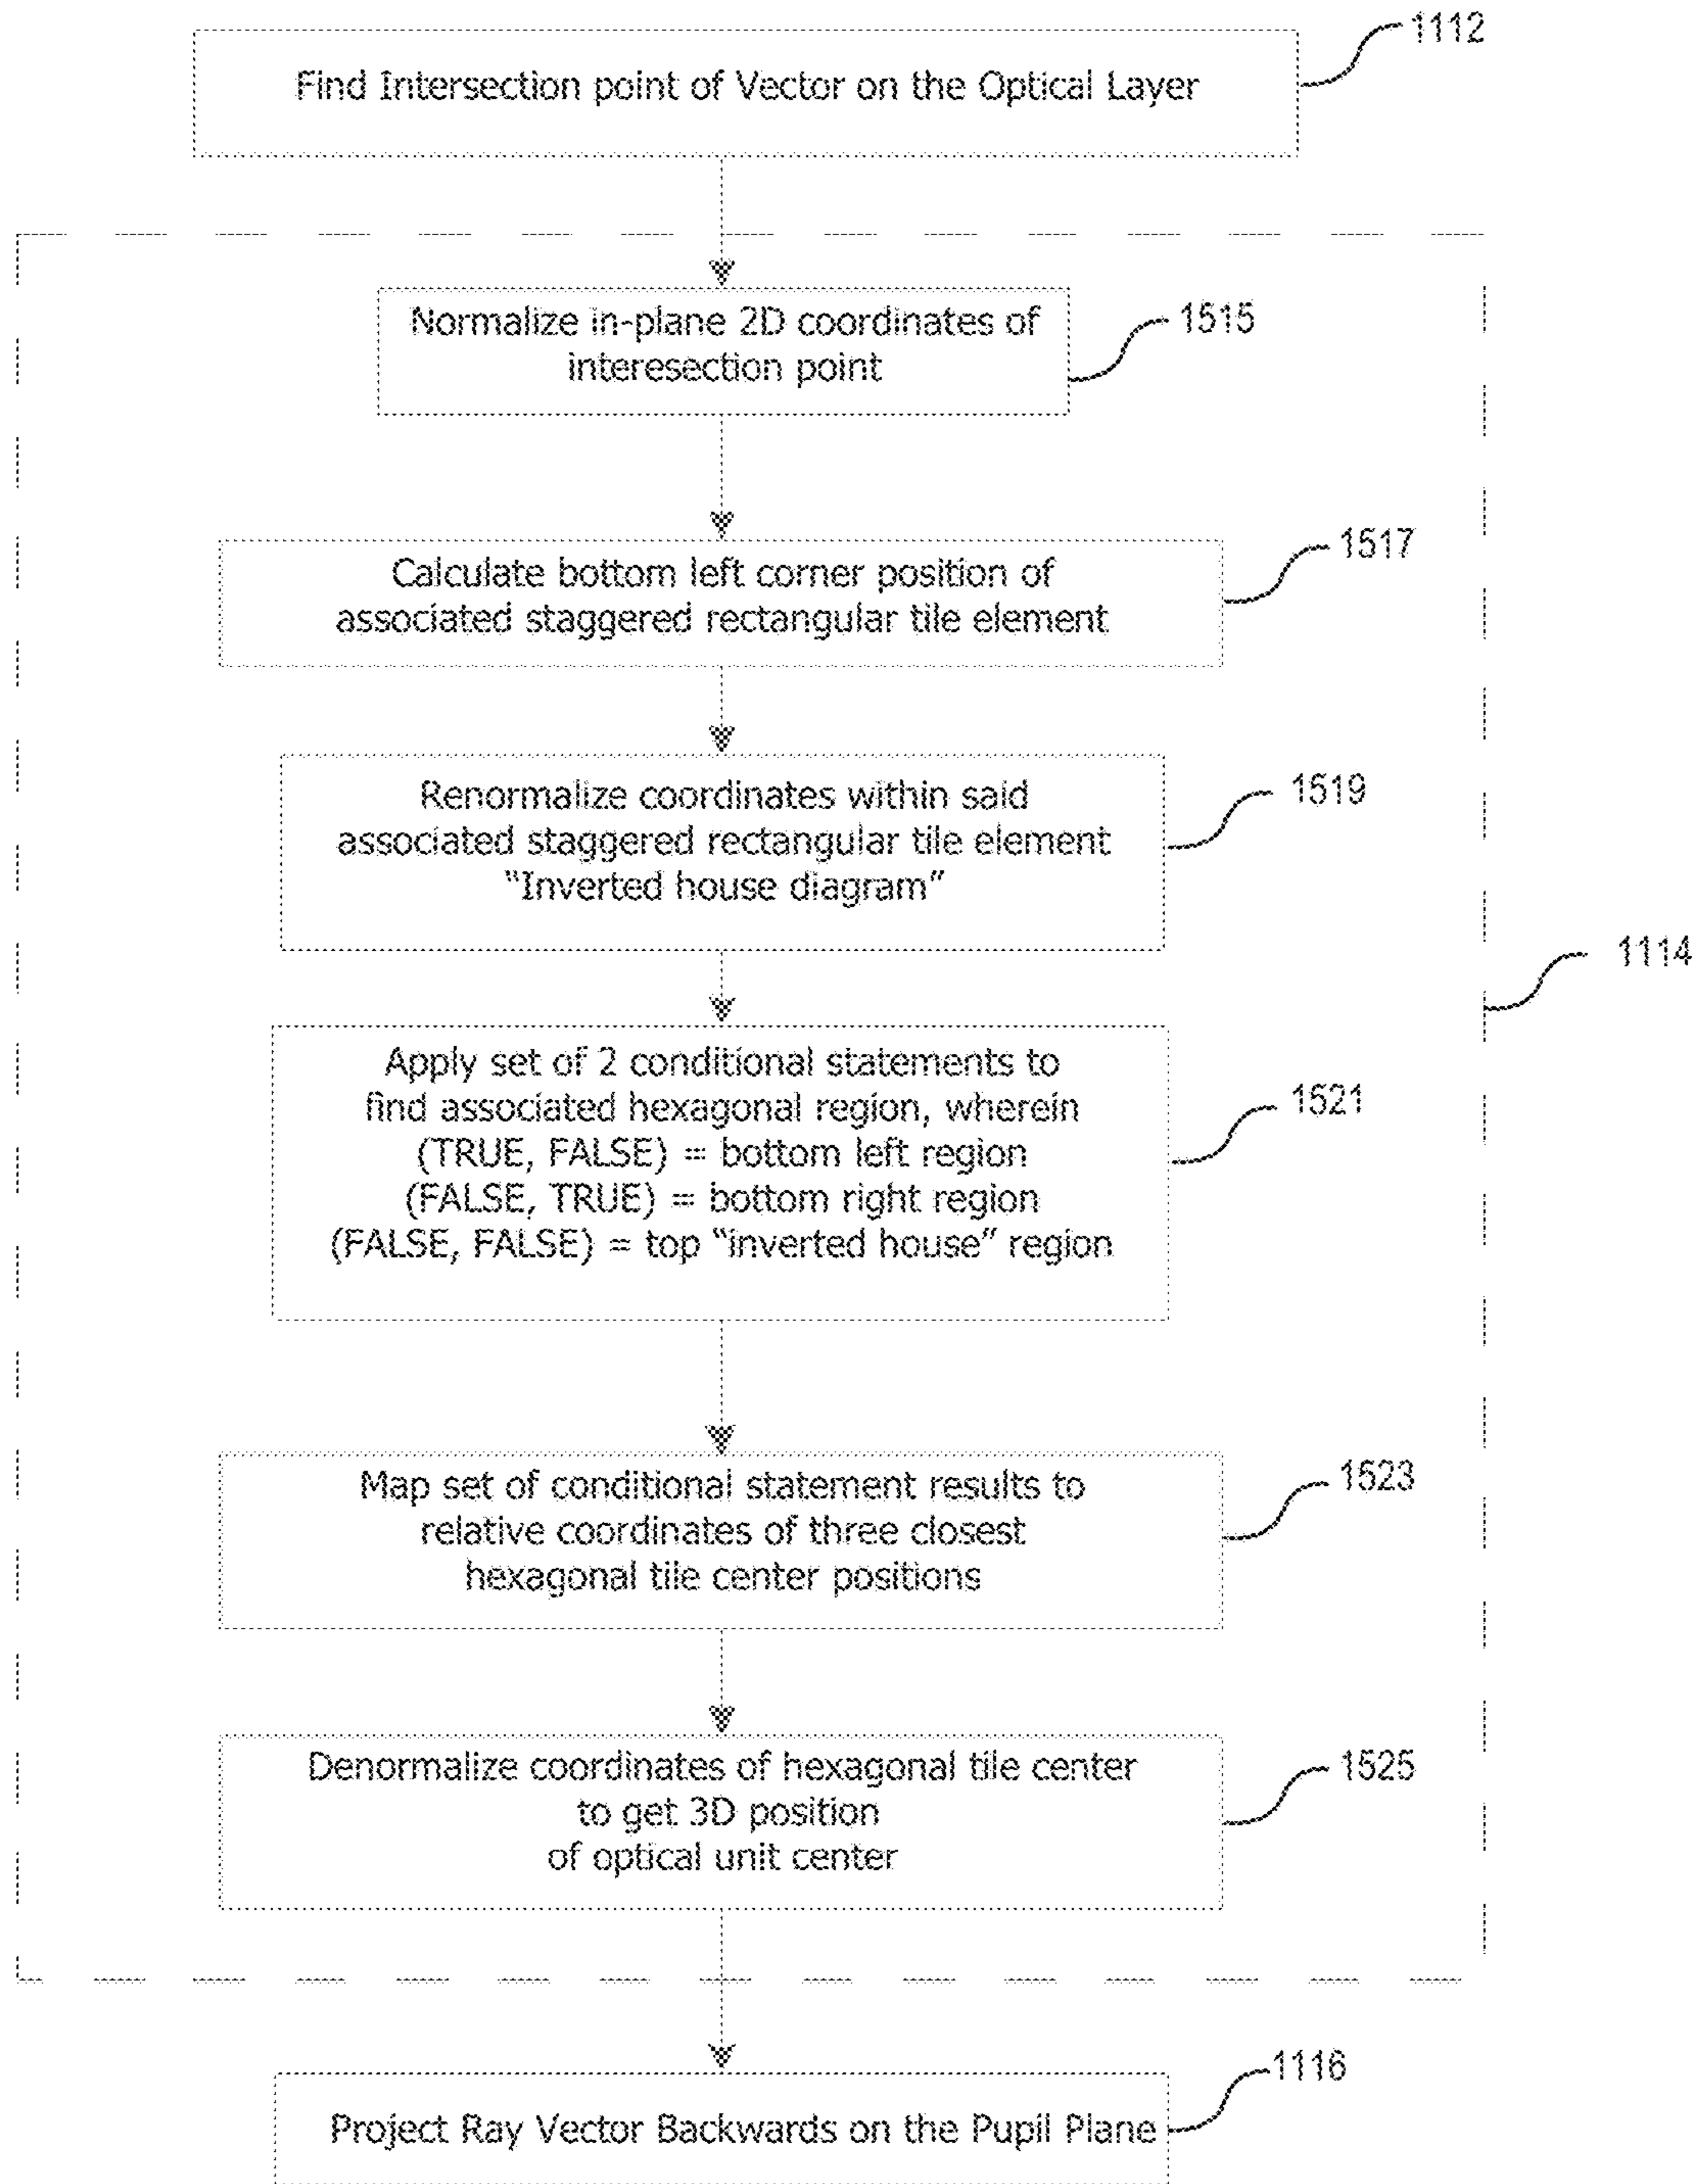 1112
Find Intersection point of Vector on the Optical Layer
Normalize in-plane 2D coordinates of
interesection point
1515
Calculate bottom left corner position of
associated staggered rectangular tile element
1517
Renormalize coordinates within said
associated staggered rectangular tile element
“Inverted house diagram”
1519
1114
Apply set of 2 conditional statements to
find associated hexagonal region, wherein
(TRUE, FALSE) = bottom left region
(FALSE, TRUE) = bottom right region
(FALSE, FALSE) = top “inverted house” region
1521
Map set of conditional statement results to
relative coordinates of three closest
hexagonal tile center positions
1523
Denormalize coordinates of hexagonal tile center
to get 3D position
of optical unit center
1525
1116
Project Ray Vector Backwards on the Pupil Plane